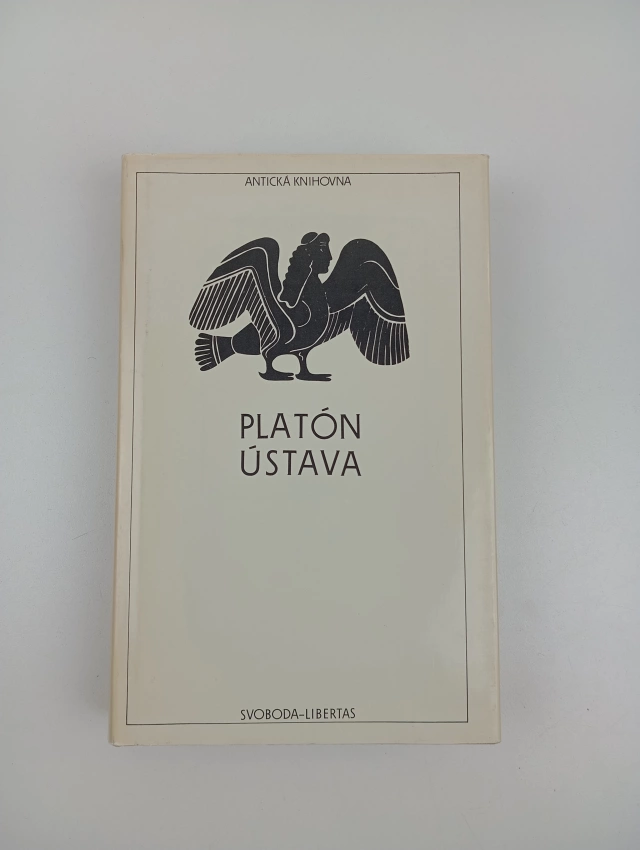 ANTICKÁ KNIHOVNA
PLATÓN
ÚSTAVA
SVOBODA-LIBERTAS